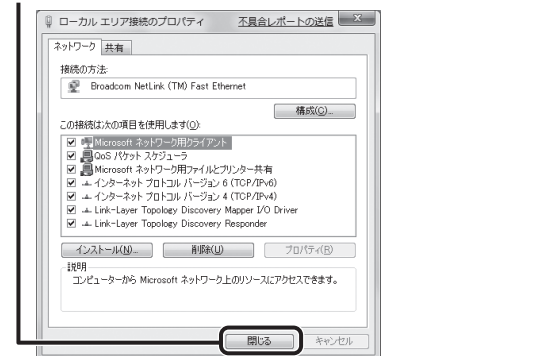 ローカル エリア接続のプロパティ 不具合レポートの送信
ネットワーク 共有
接続の方法:
Broadcom NetLink (TM) Fast Ethernet
構成(C)...
この接続は次の項目を使用します(O):
Microsoft ネットワーク用クライアント
QoS パケット スケジューラ
Microsoft ネットワーク用ファイルとプリンター共有
インターネット プロトコル バージョン 6 (TCP/IPv6)
インターネット プロトコル バージョン 4 (TCP/IPv4)
Link-Layer Topology Discovery Mapper I/O Driver
Link-Layer Topology Discovery Responder
インストール(N)... 削除(U) プロパティ(R)
説明
コンピューターから Microsoft ネットワーク上のリソースにアクセスできます。
閉じる キャンセル